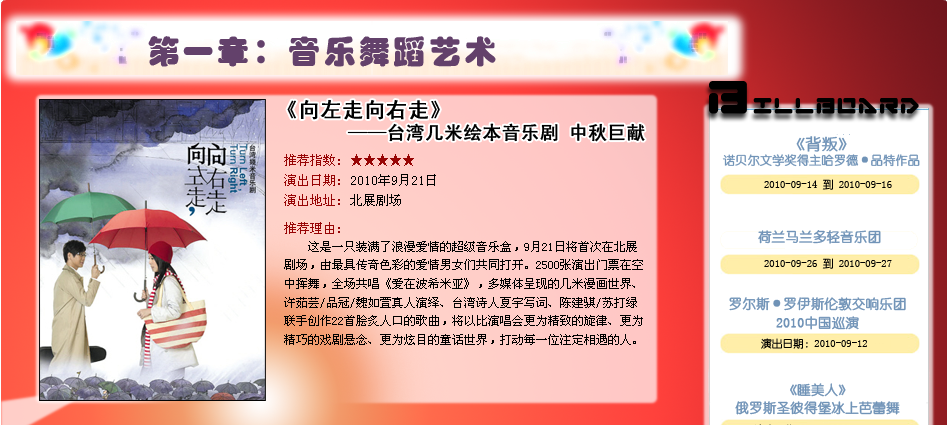 第一章：音乐舞蹈艺术
《向左走向右走》
——台湾几米绘本音乐剧 中秋巨献
推荐指数：★★★★★
演出日期：2010年9月21日
演出地址：北展剧场
推荐理由：
这是一只装满了浪漫爱情的超级音乐盒，9月21日将首次在北展
剧场，由最具传奇色彩的爱情男女们共同打开。2500张演出门票在空
中挥舞，全场共唱《爱在波希米亚》，多媒体呈现的几米漫画世界、
许茹芸/品冠/魏如萱真人演绎、台湾诗人夏宇写词、陈建骐/苏打绿
联手创作22首脍炙人口的歌曲，将以比演唱会更为精致的旋律、更为
精巧的戏剧悬念、更为炫目的童话世界，打动每一位注定相遇的人。
向左走，
向右走
Turn Left,
Turn Right
台湾几米音乐剧
BILLBOARD
《背叛》
诺贝尔文学奖得主哈罗德●品特作品
2010-09-14 到 2010-09-16
荷兰马兰多轻音乐团
2010-09-26 到 2010-09-27
罗尔斯●罗伊斯伦敦交响乐团
2010中国巡演
演出日期：2010-09-12
《睡美人》
俄罗斯圣彼得堡冰上芭蕾舞